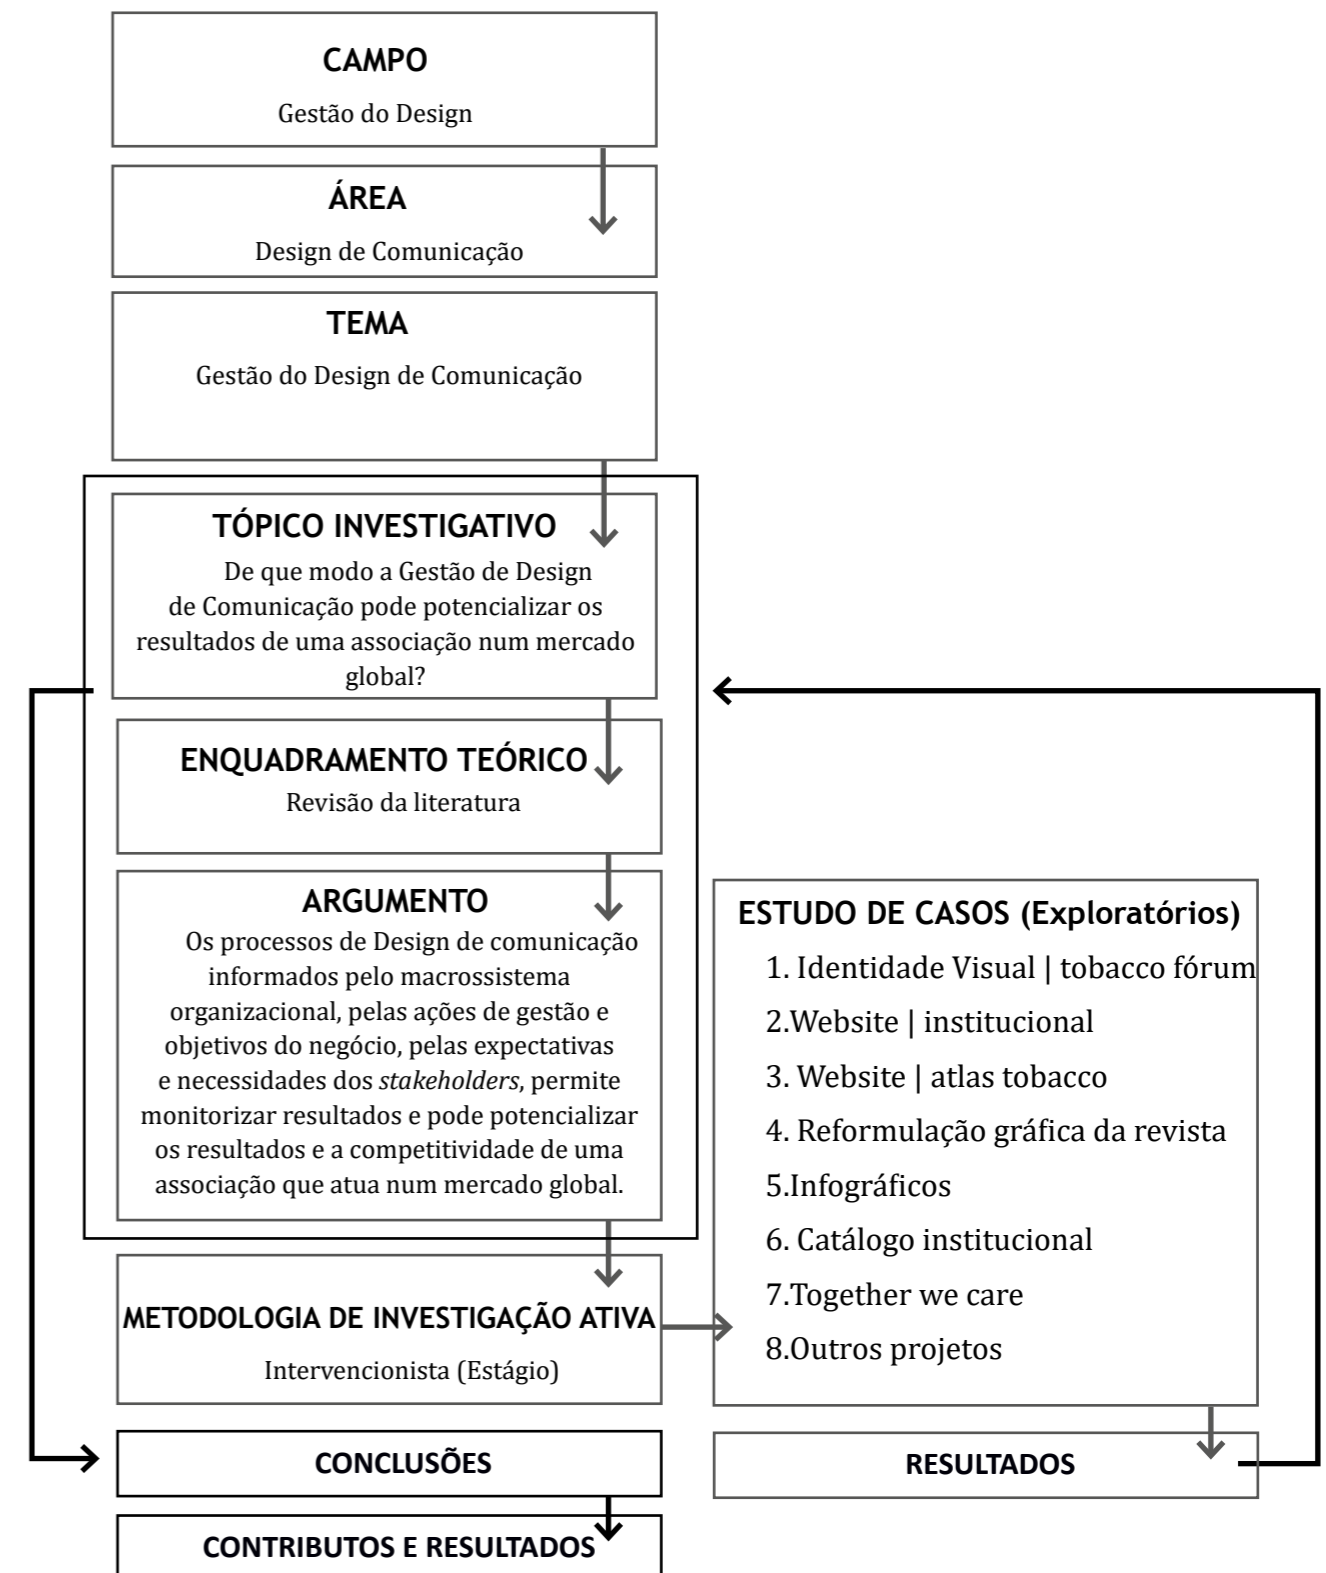 CAMPO
Gestão do Design
ÁREA
Design de Comunicação
TEMA
Gestão do Design de Comunicação
TÓPICO INVESTIGATIVO
De que modo a Gestão de Design
de Comunicação pode potencializar os
resultados de uma associação num mercado
global?
ENQUADRAMENTO TEÓRICO
Revisão da literatura
ARGUMENTO
Os processos de Design de comunicação
informados pelo macrossistema
organizacional, pelas ações de gestão e
objetivos do negócio, pelas expectativas
e necessidades dos stakeholders, permite
monitorizar resultados e pode potencializar
os resultados e a competitividade de uma
associação que atua num mercado global.
METODOLOGIA DE INVESTIGAÇÃO ATIVA
Intervencionista (Estágio)
ESTUDO DE CASOS (Exploratórios)
1. Identidade Visual | tobacco fórum
2.Website | institucional
3. Website | atlas tobacco
4. Reformulação gráfica da revista
5.Infográficos
6. Catálogo institucional
7.Together we care
8.Outros projetos
RESULTADOS
CONCLUSÕES
CONTRIBUTOS E RESULTADOS